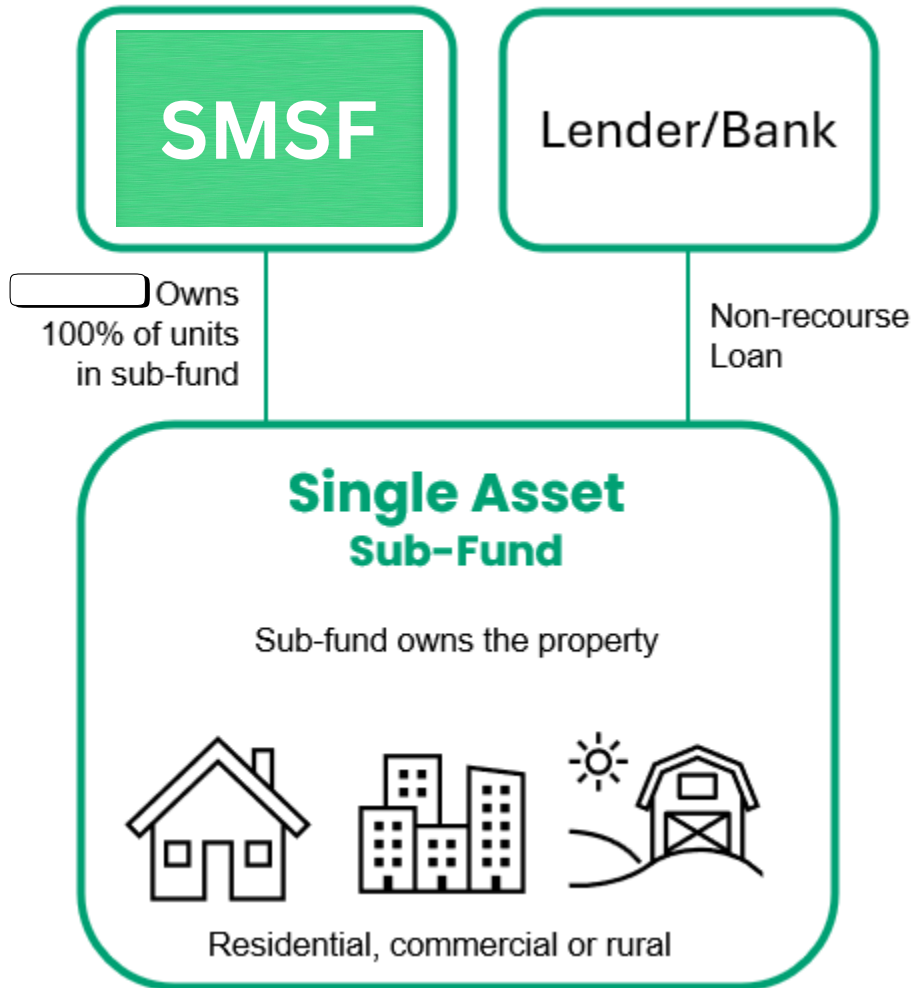 SMSF
Lender/Bank
Owns
100% of units
in sub-fund
Non-recourse
Loan
Single Asset
Sub-Fund
Sub-fund owns the property
Residential, commercial or rural